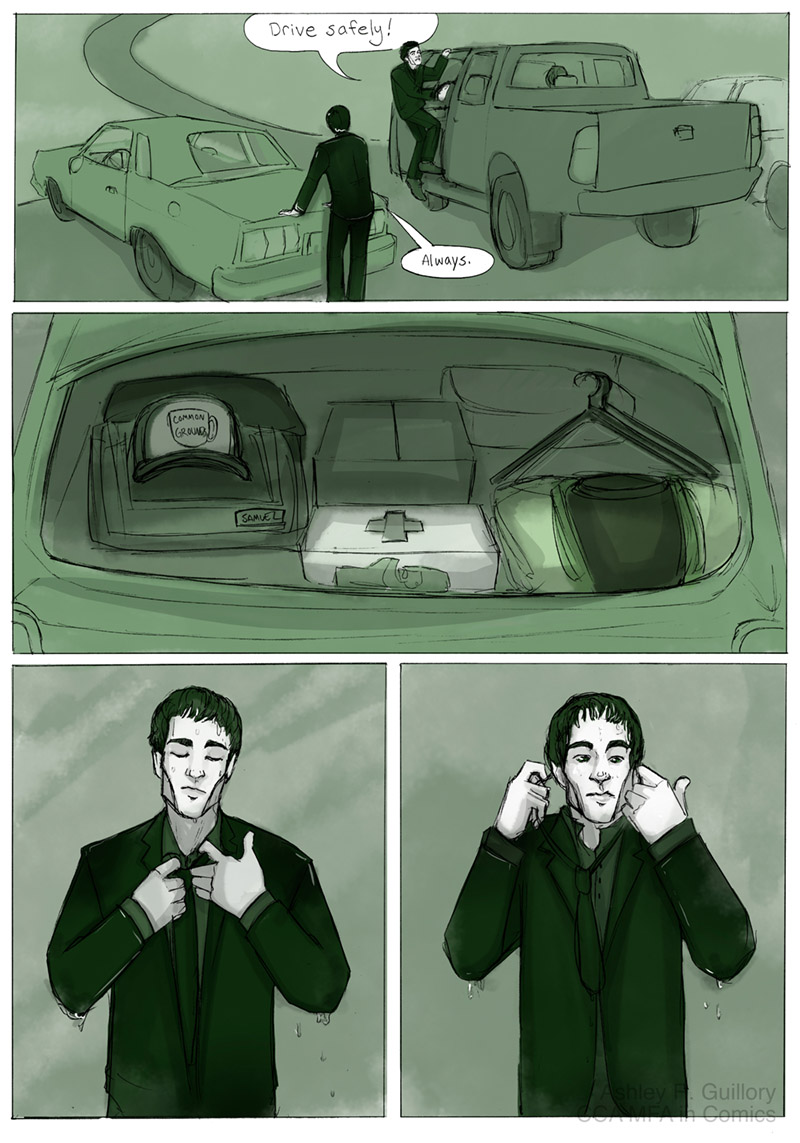 Drive safely!
Always.
COMMON
GROUND
SAMUEL
Ashley R. Guillory
CCA MFA in Comics